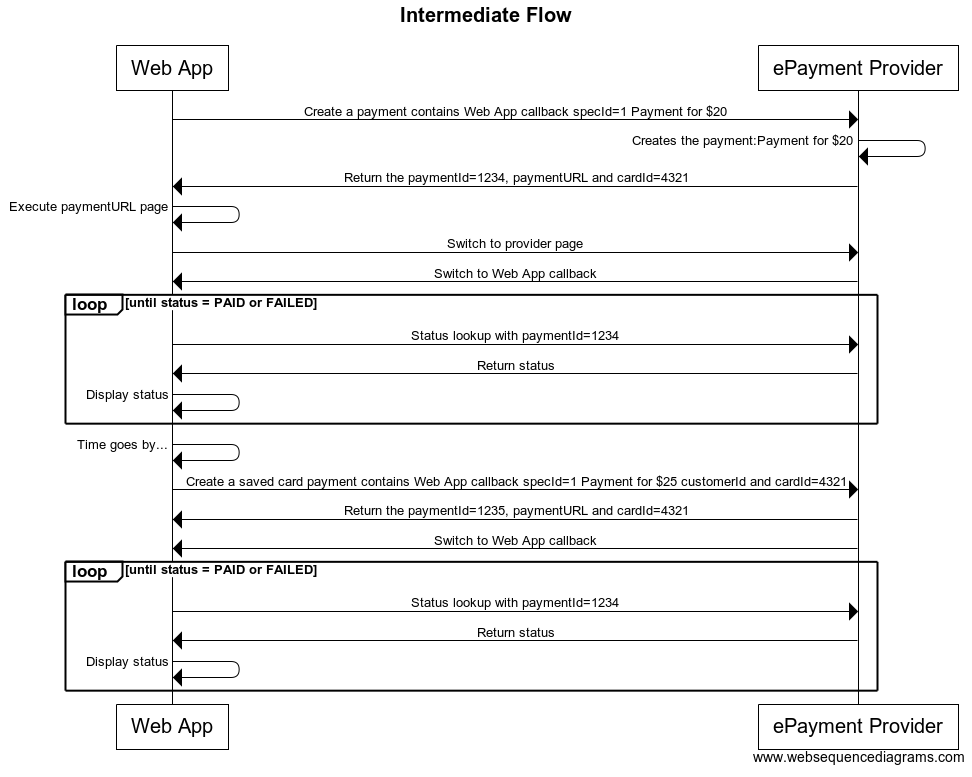 Intermediate Flow
Web App
ePayment Provider
Create a payment contains Web App callback specId=1 Payment for $20
Creates the payment:Payment for $20
Return the paymentId=1234, paymentURL and cardId=4321
Execute paymentURL page
Switch to provider page
Switch to Web App callback
loop
[until status = PAID or FAILED]
Status lookup with paymentId=1234
Return status
Display status
Time goes by...
Create a saved card payment contains Web App callback specId=1 Payment for $25 customerId and cardId=4321
Return the paymentId=1235, paymentURL and cardId=4321
Switch to Web App callback
loop
[until status = PAID or FAILED]
Status lookup with paymentId=1234
Return status
Display status
Web App
ePayment Provider
www.websequencediagrams.com